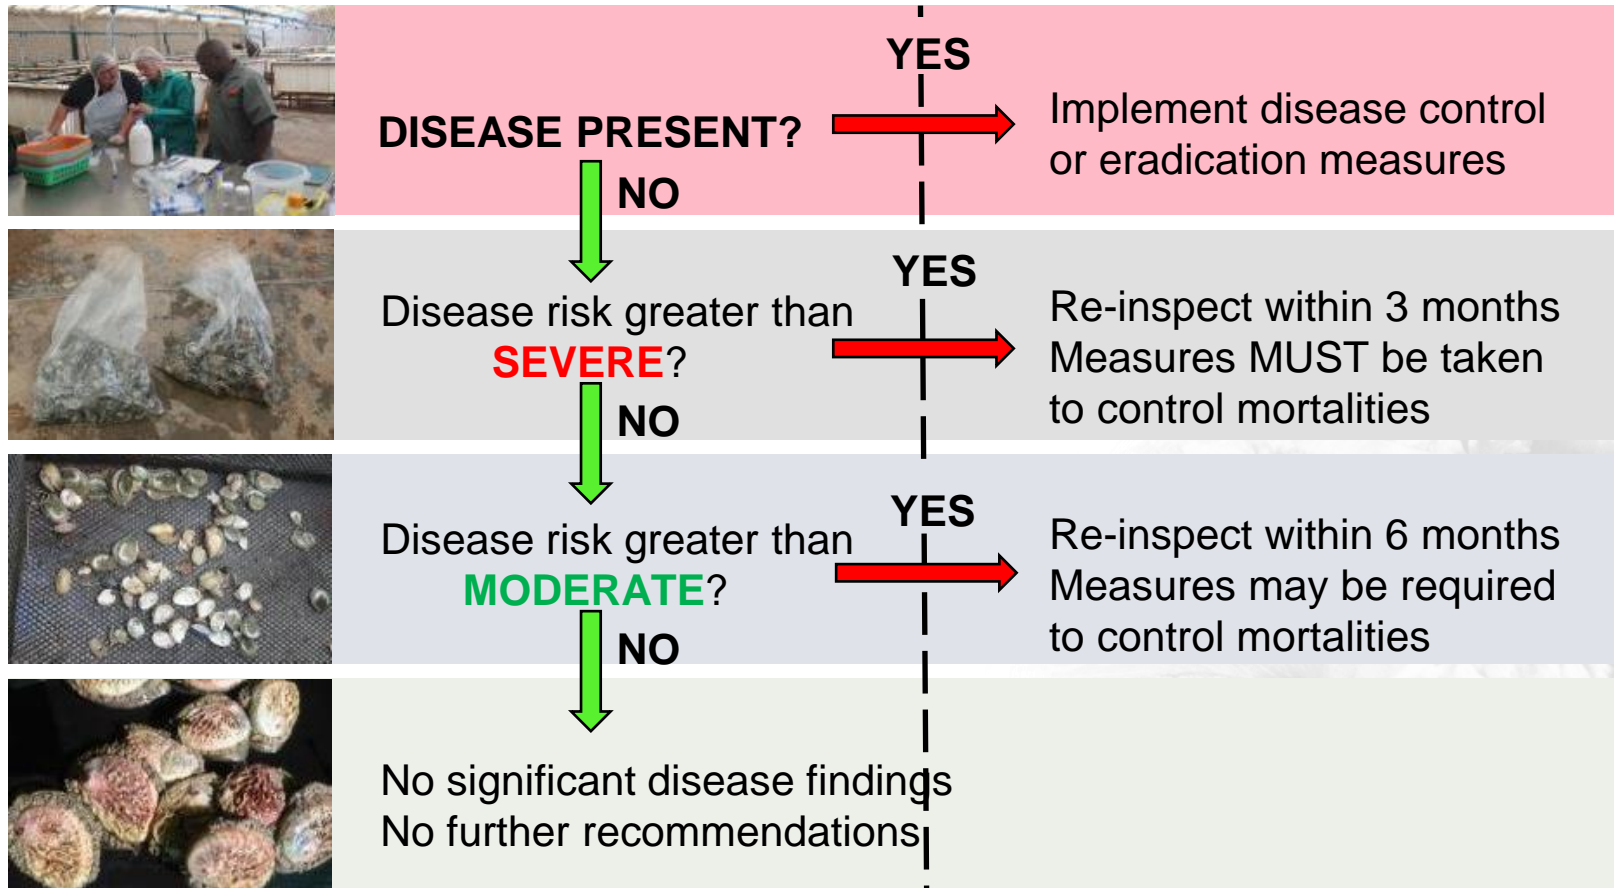 YES
DISEASE PRESENT?
Implement disease control
or eradication measures
NO
YES
Disease risk greater than
SEVERE?
Re-inspect within 3 months
Measures MUST be taken
to control mortalities
NO
YES
Disease risk greater than
MODERATE?
Re-inspect within 6 months
Measures may be required
to control mortalities
NO
No significant disease findings
No further recommendations